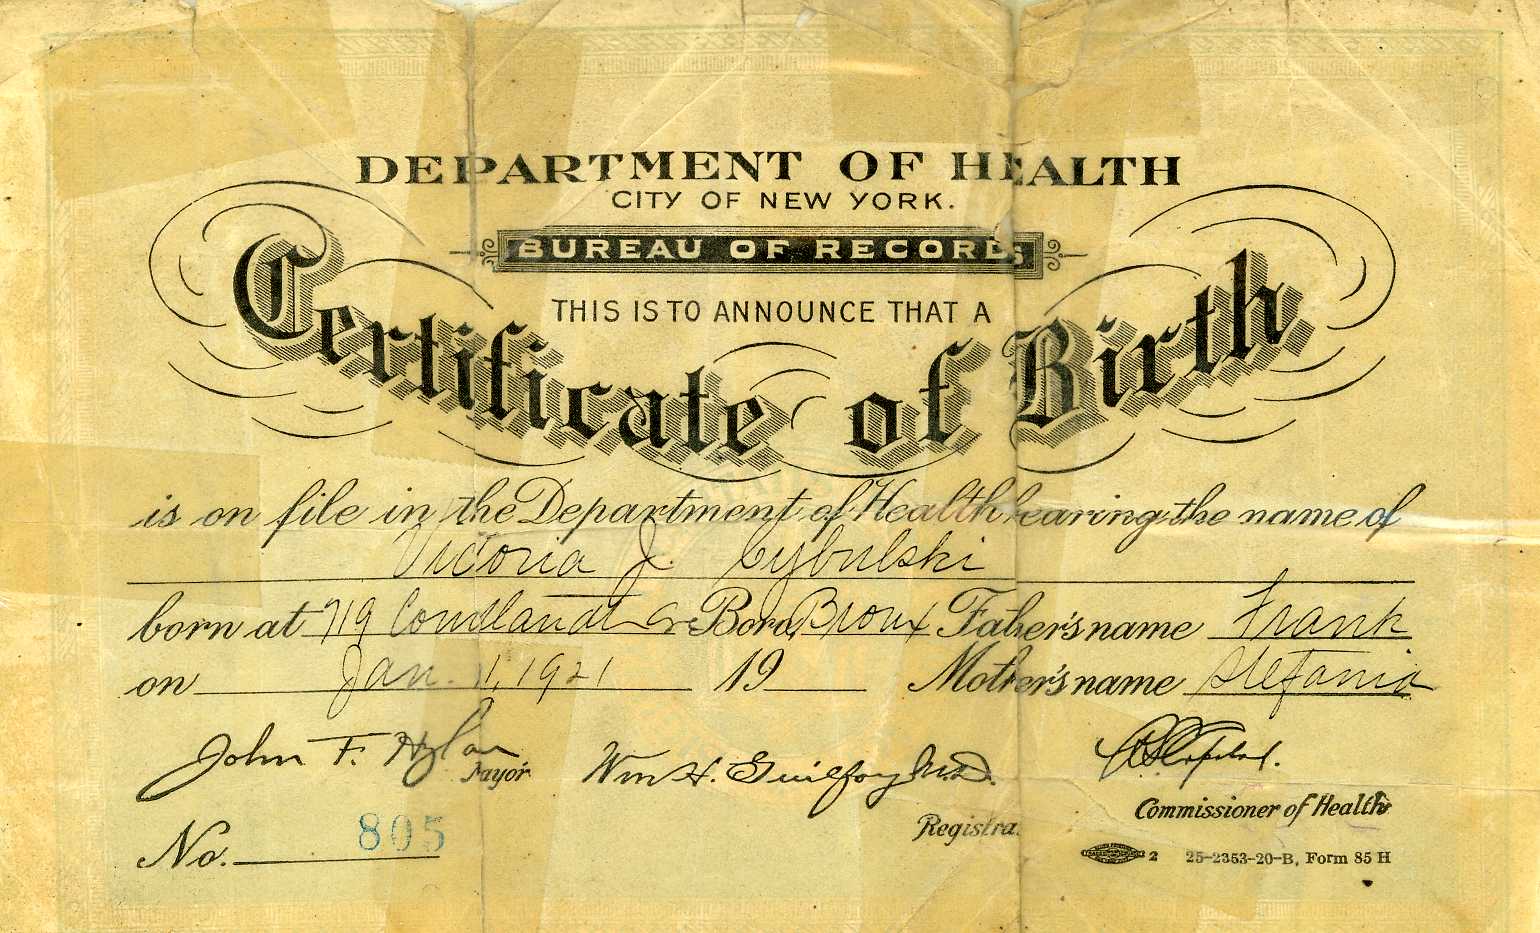 DEPARTMENT OF HEALTH
CITY OF NEW YORK.
BUREAU OF RECORDS
THIS IS TO ANNOUNCE THAT A
Certificate of Birth
is on file in the Department of Health bearing the name of
Victoria J. Cybulski
born at 719 Boro Bronx Father's name Frank
on Jan. 1, 1921 19 Mother's name Stefania
John F. Hylan Wm H. Guilfoy M.D.
Mayor
Commissioner of Health
Registrar
No. 805
2 25-2353-20-B, Form 85 H